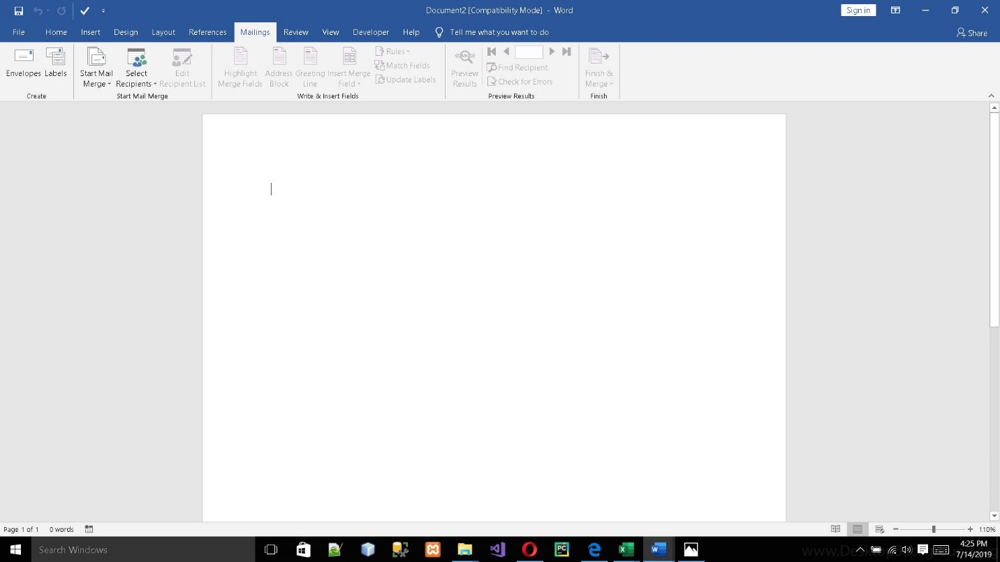 Document2 [Compatibility Mode] - Word
Sign in
File Home Insert Design Layout References Mailings Review View Developer Help Tell me what you want to do
Share
Envelopes Labels
Create
Start Mail Merge
Select Recipients
Edit Recipient List
Start Mail Merge
Highlight Merge Fields
Address Block
Greeting Line
Insert Merge Field
Rules
Match Fields
Update Labels
Write & Insert Fields
Preview Results
Find Recipient
Check for Errors
Preview Results
Finish & Merge
Finish
Page 1 of 1 0 words
110%
Search Windows
PC
4:25 PM
7/14/2019